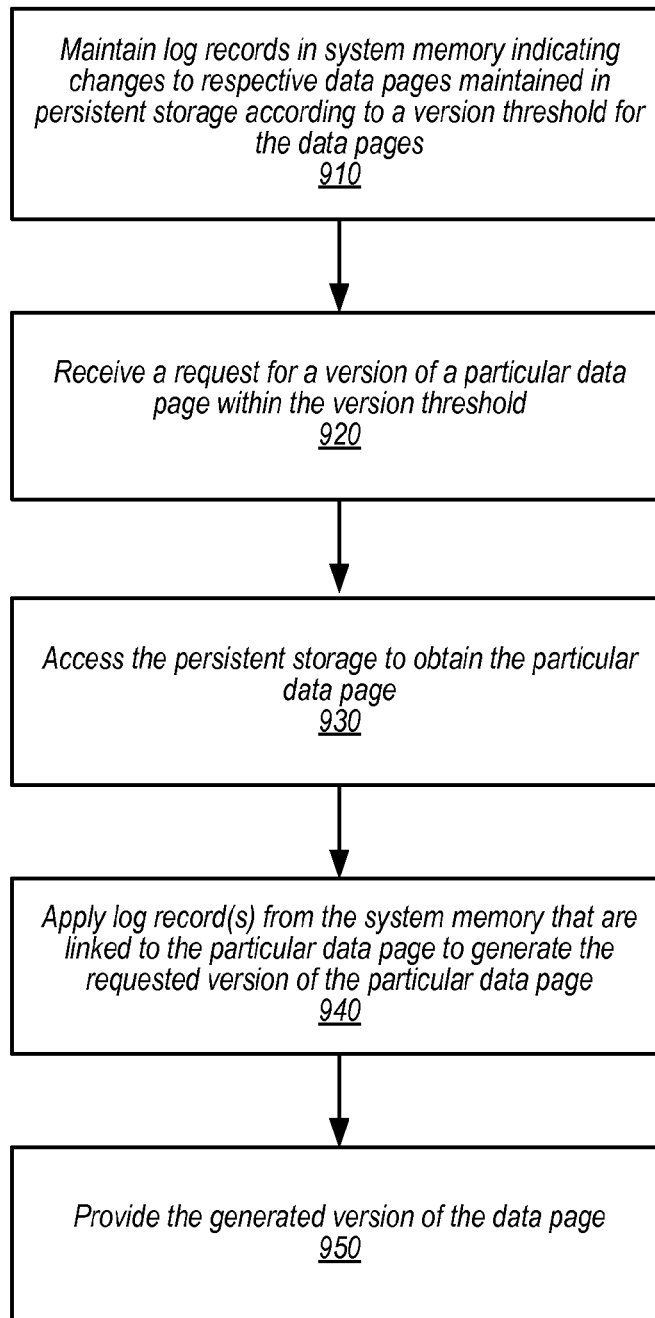 Maintain log records in system memory indicating
changes to respective data pages maintained in
persistent storage according to a version threshold for
the data pages
910
Receive a request for a version of a particular data
page within the version threshold
920
Access the persistent storage to obtain the particular
data page
930
Apply log record(s) from the system memory that are
linked to the particular data page to generate the
requested version of the particular data page
940
Provide the generated version of the data page
950